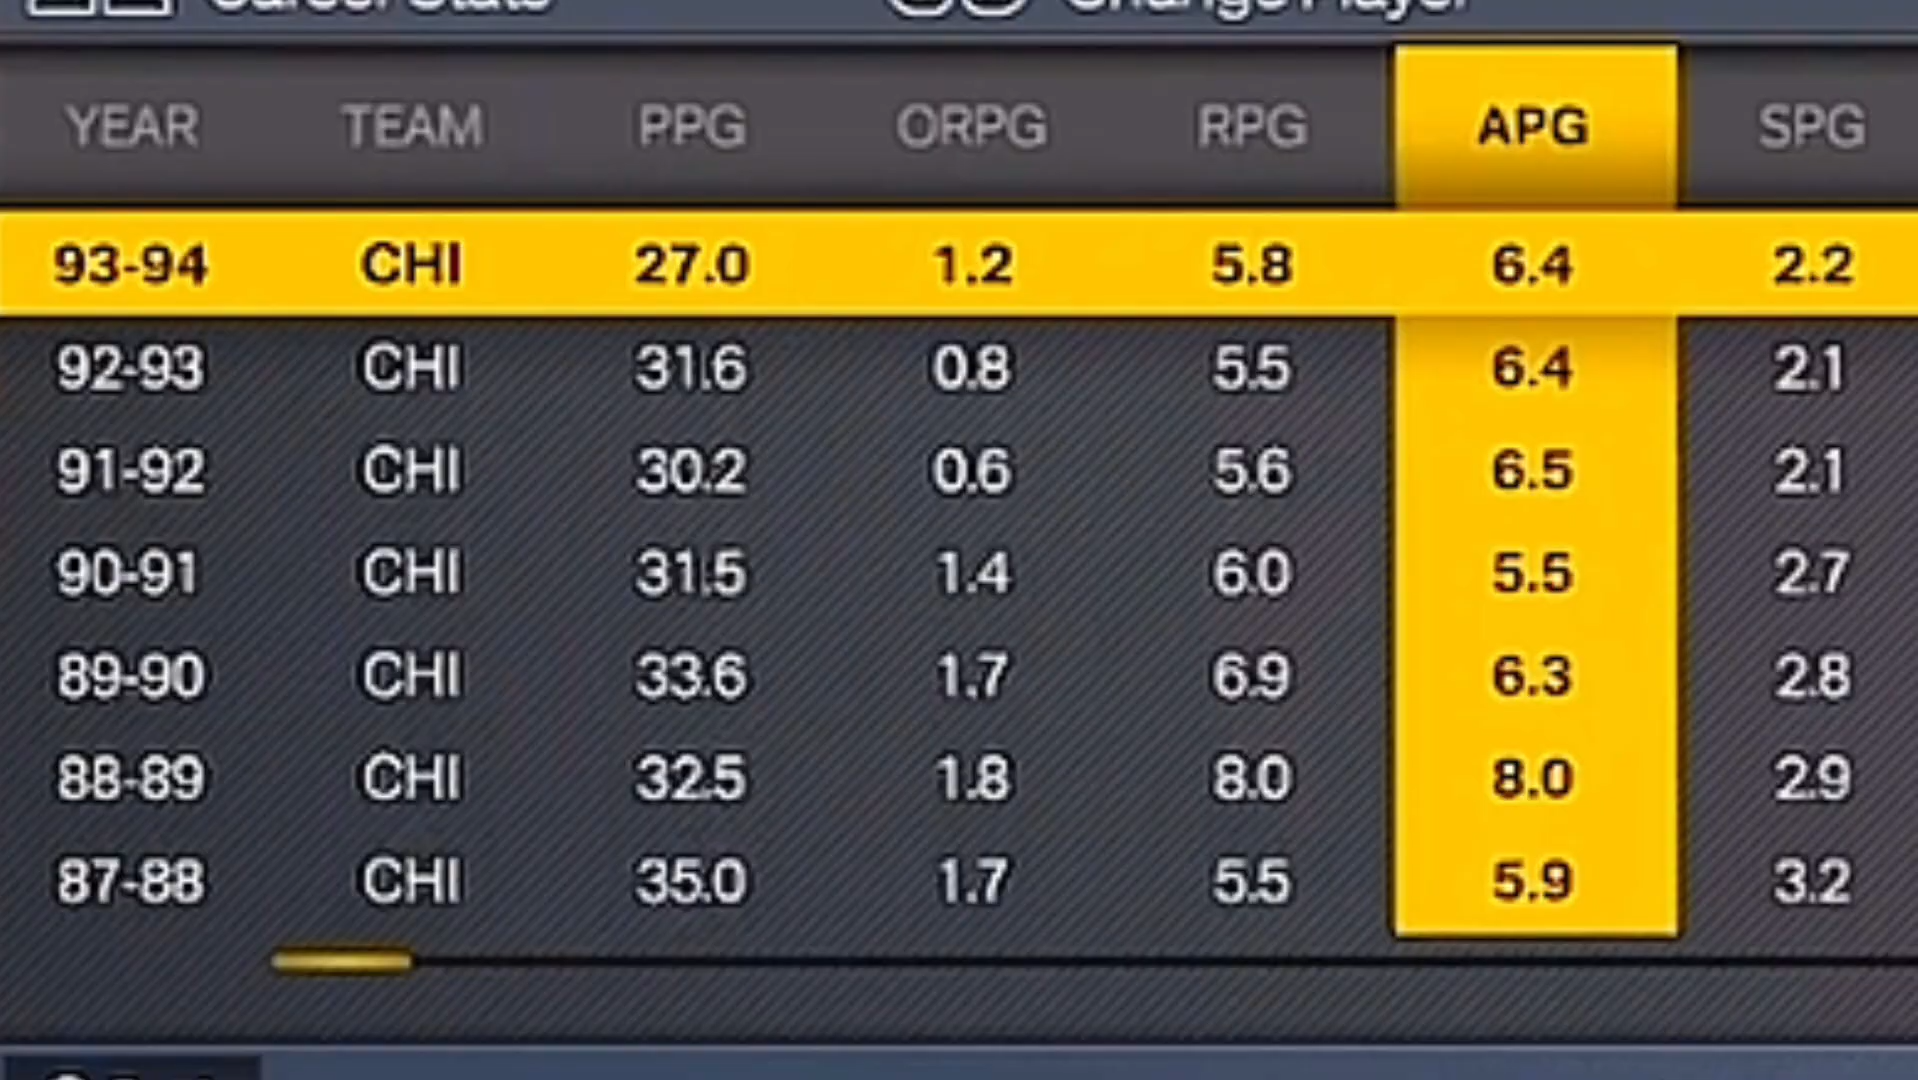 Career Stats Change Player
YEAR TEAM PPG ORPG RPG APG SPG
93-94 CHI 27.0 1.2 5.8 6.4 2.2
92-93 CHI 31.6 0.8 5.5 6.4 2.1
91-92 CHI 30.2 0.6 5.6 6.5 2.1
90-91 CHI 31.5 1.4 6.0 5.5 2.7
89-90 CHI 33.6 1.7 6.9 6.3 2.8
88-89 CHI 32.5 1.8 8.0 8.0 2.9
87-88 CHI 35.0 1.7 5.5 5.9 3.2